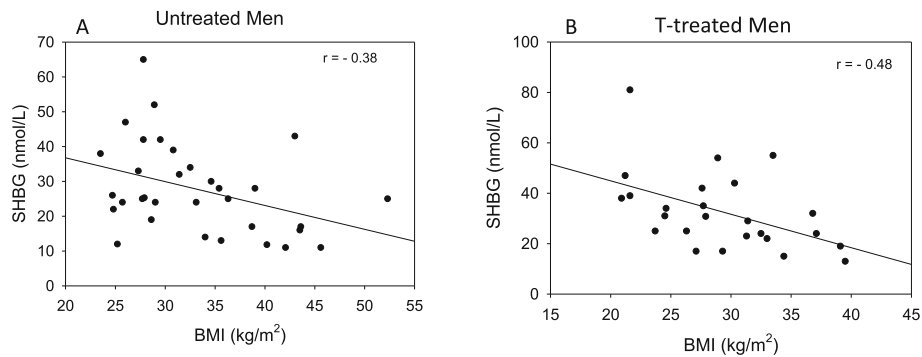 A
Untreated Men
r = - 0.38
70
60
50
40
30
20
10
0
SHBG (nmol/L)
20 25 30 35 40 45 50 55
BMI (kg/m²)
B
T-treated Men
r = - 0.48
100
80
60
40
20
0
SHBG (nmol/L)
15 20 25 30 35 40 45
BMI (kg/m²)